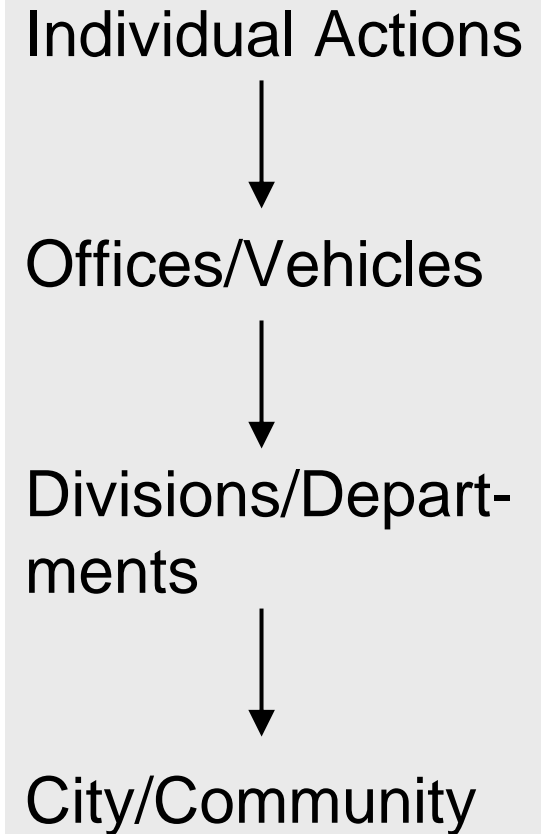 Individual Actions
Offices/Vehicles
Divisions/Depart-
ments
City/Community